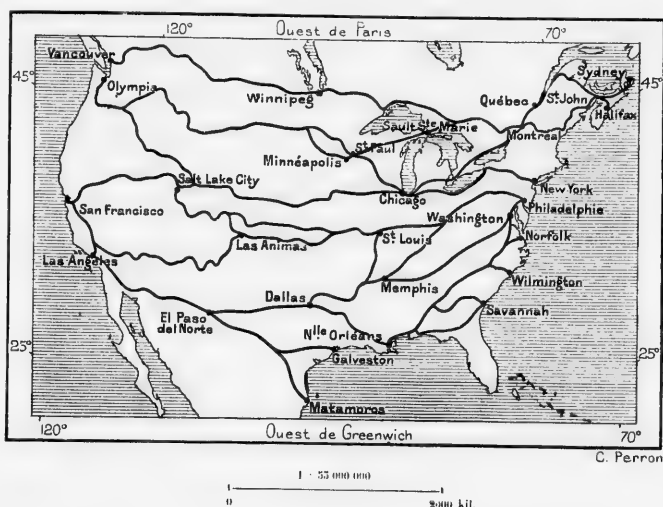 120° Ouest de Paris 70°
Vancouver
45°
Olympia
Winnipeg
Québec
St. John
Sydney
45°
Halifax
Sault Ste Marie
Montréal
St Paul
Minnéapolis
Salt Lake City
Chicago
New York
Philadelphie
San Francisco
Washington
Las Animas
St Louis
Norfolk
Los Angeles
Memphis
Wilmington
Dallas
Savannah
El Paso
del Norte
Nlle Orléans
25°
Galveston
25°
Matamoros
120° Ouest de Greenwich 70°
C. Perron
1 : 33 000 000
0 2000 kil